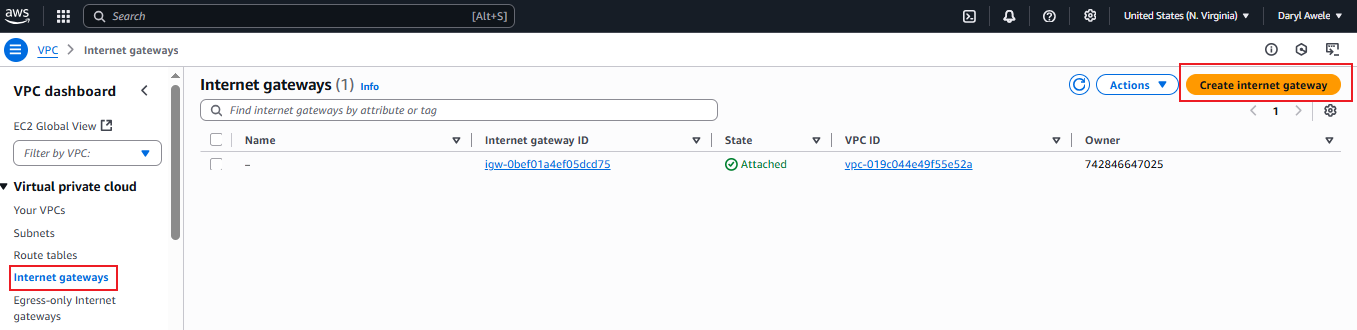 aws Search [Alt+S] United States (N. Virginia) Daryl Awele
VPC Internet gateways
VPC dashboard
EC2 Global View
Filter by VPC:
Virtual private cloud
Your VPCs
Subnets
Route tables
Internet gateways
Egress-only Internet
gateways
Internet gateways (1) Info
Actions Create internet gateway
Find internet gateways by attribute or tag
1
Name Internet gateway ID State VPC ID Owner
– igw-0bef01a4ef05dcd75 Attached vpc-019c044e49f55e52a 742846647025